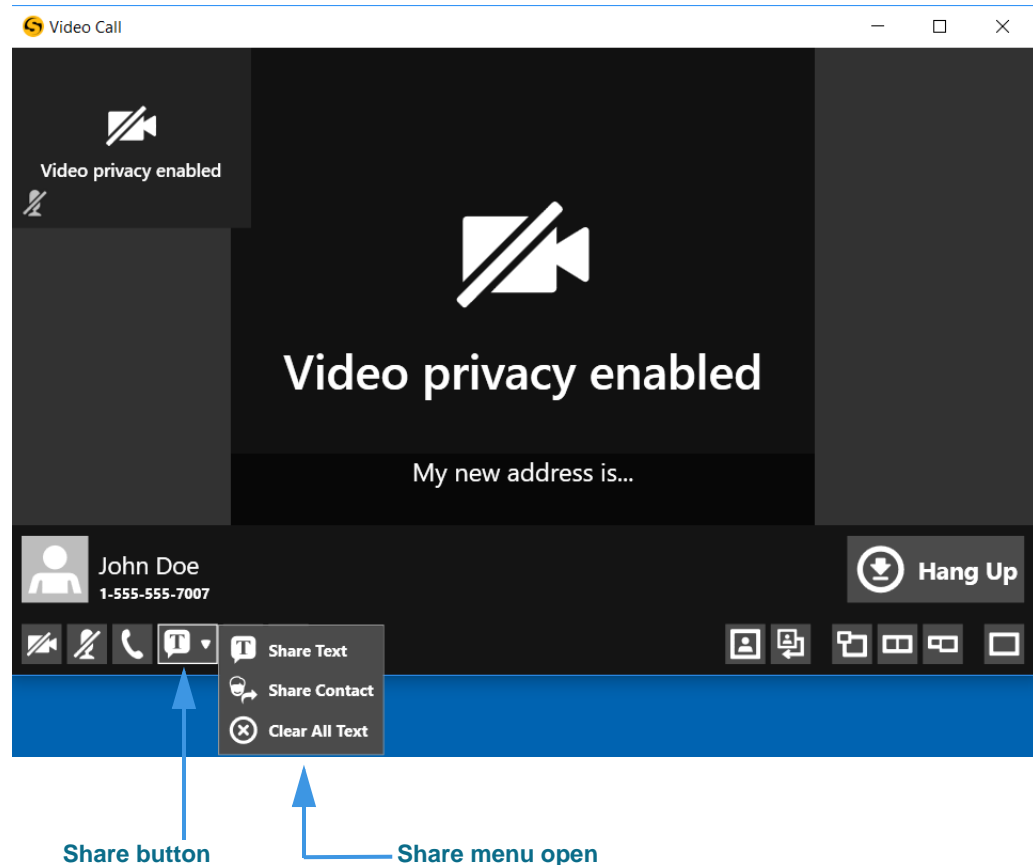 Video Call
Video privacy enabled
Video privacy enabled
My new address is...
John Doe
1-555-555-7007
Hang Up
Share Text
Share Contact
Clear All Text
Share button
Share menu open